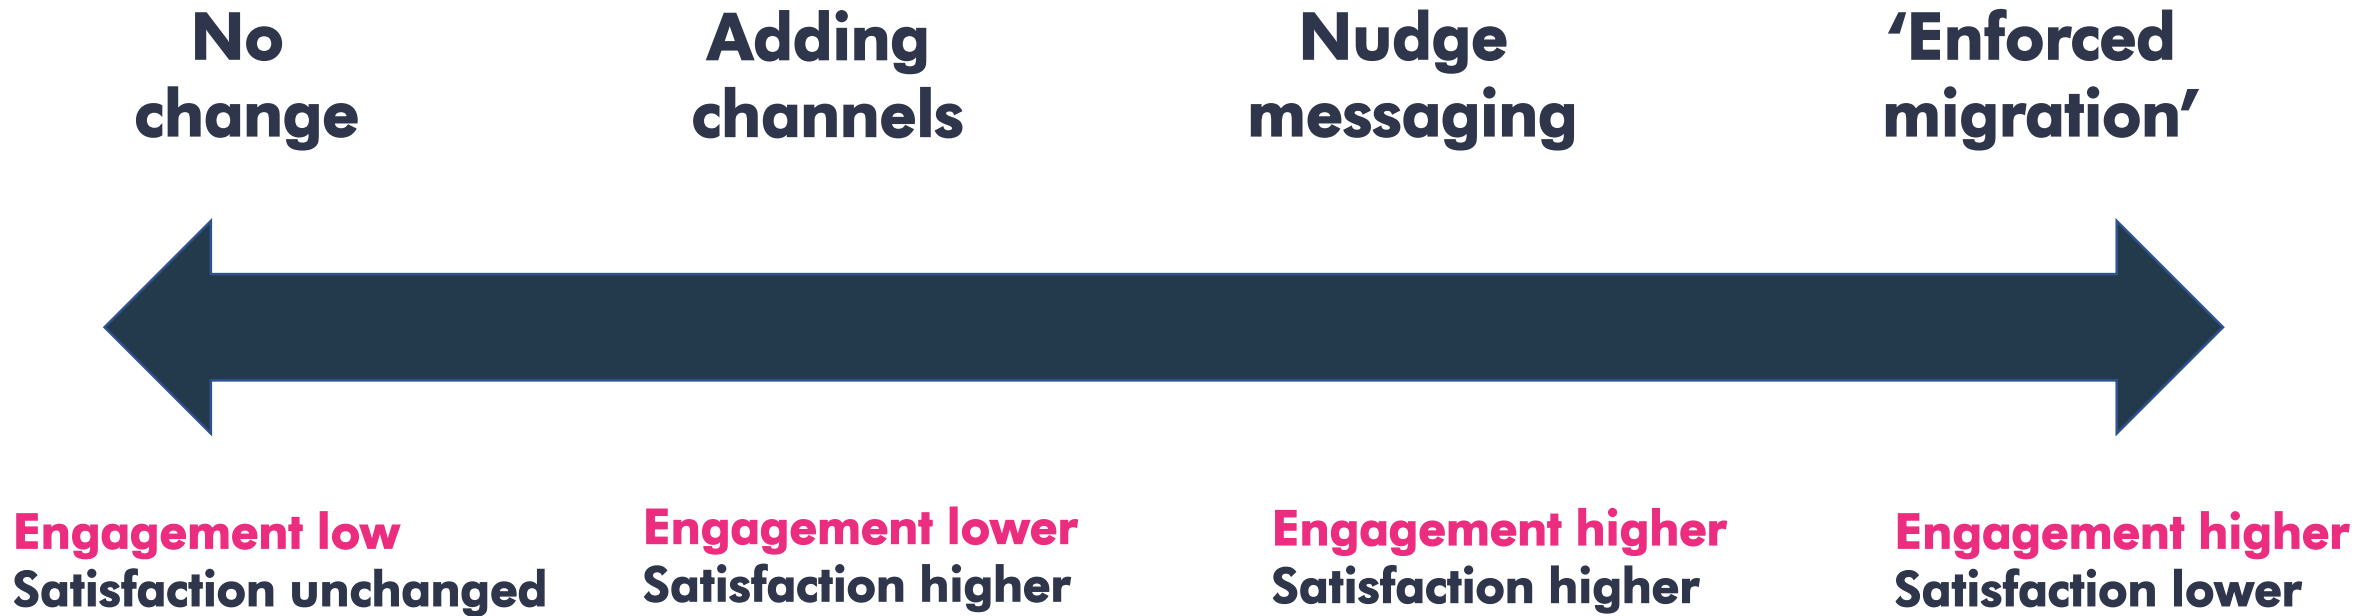 No
change
Adding
channels
Nudge
messaging
‘Enforced
migration’
Engagement low
Satisfaction unchanged
Engagement lower
Satisfaction higher
Engagement higher
Satisfaction higher
Engagement higher
Satisfaction lower